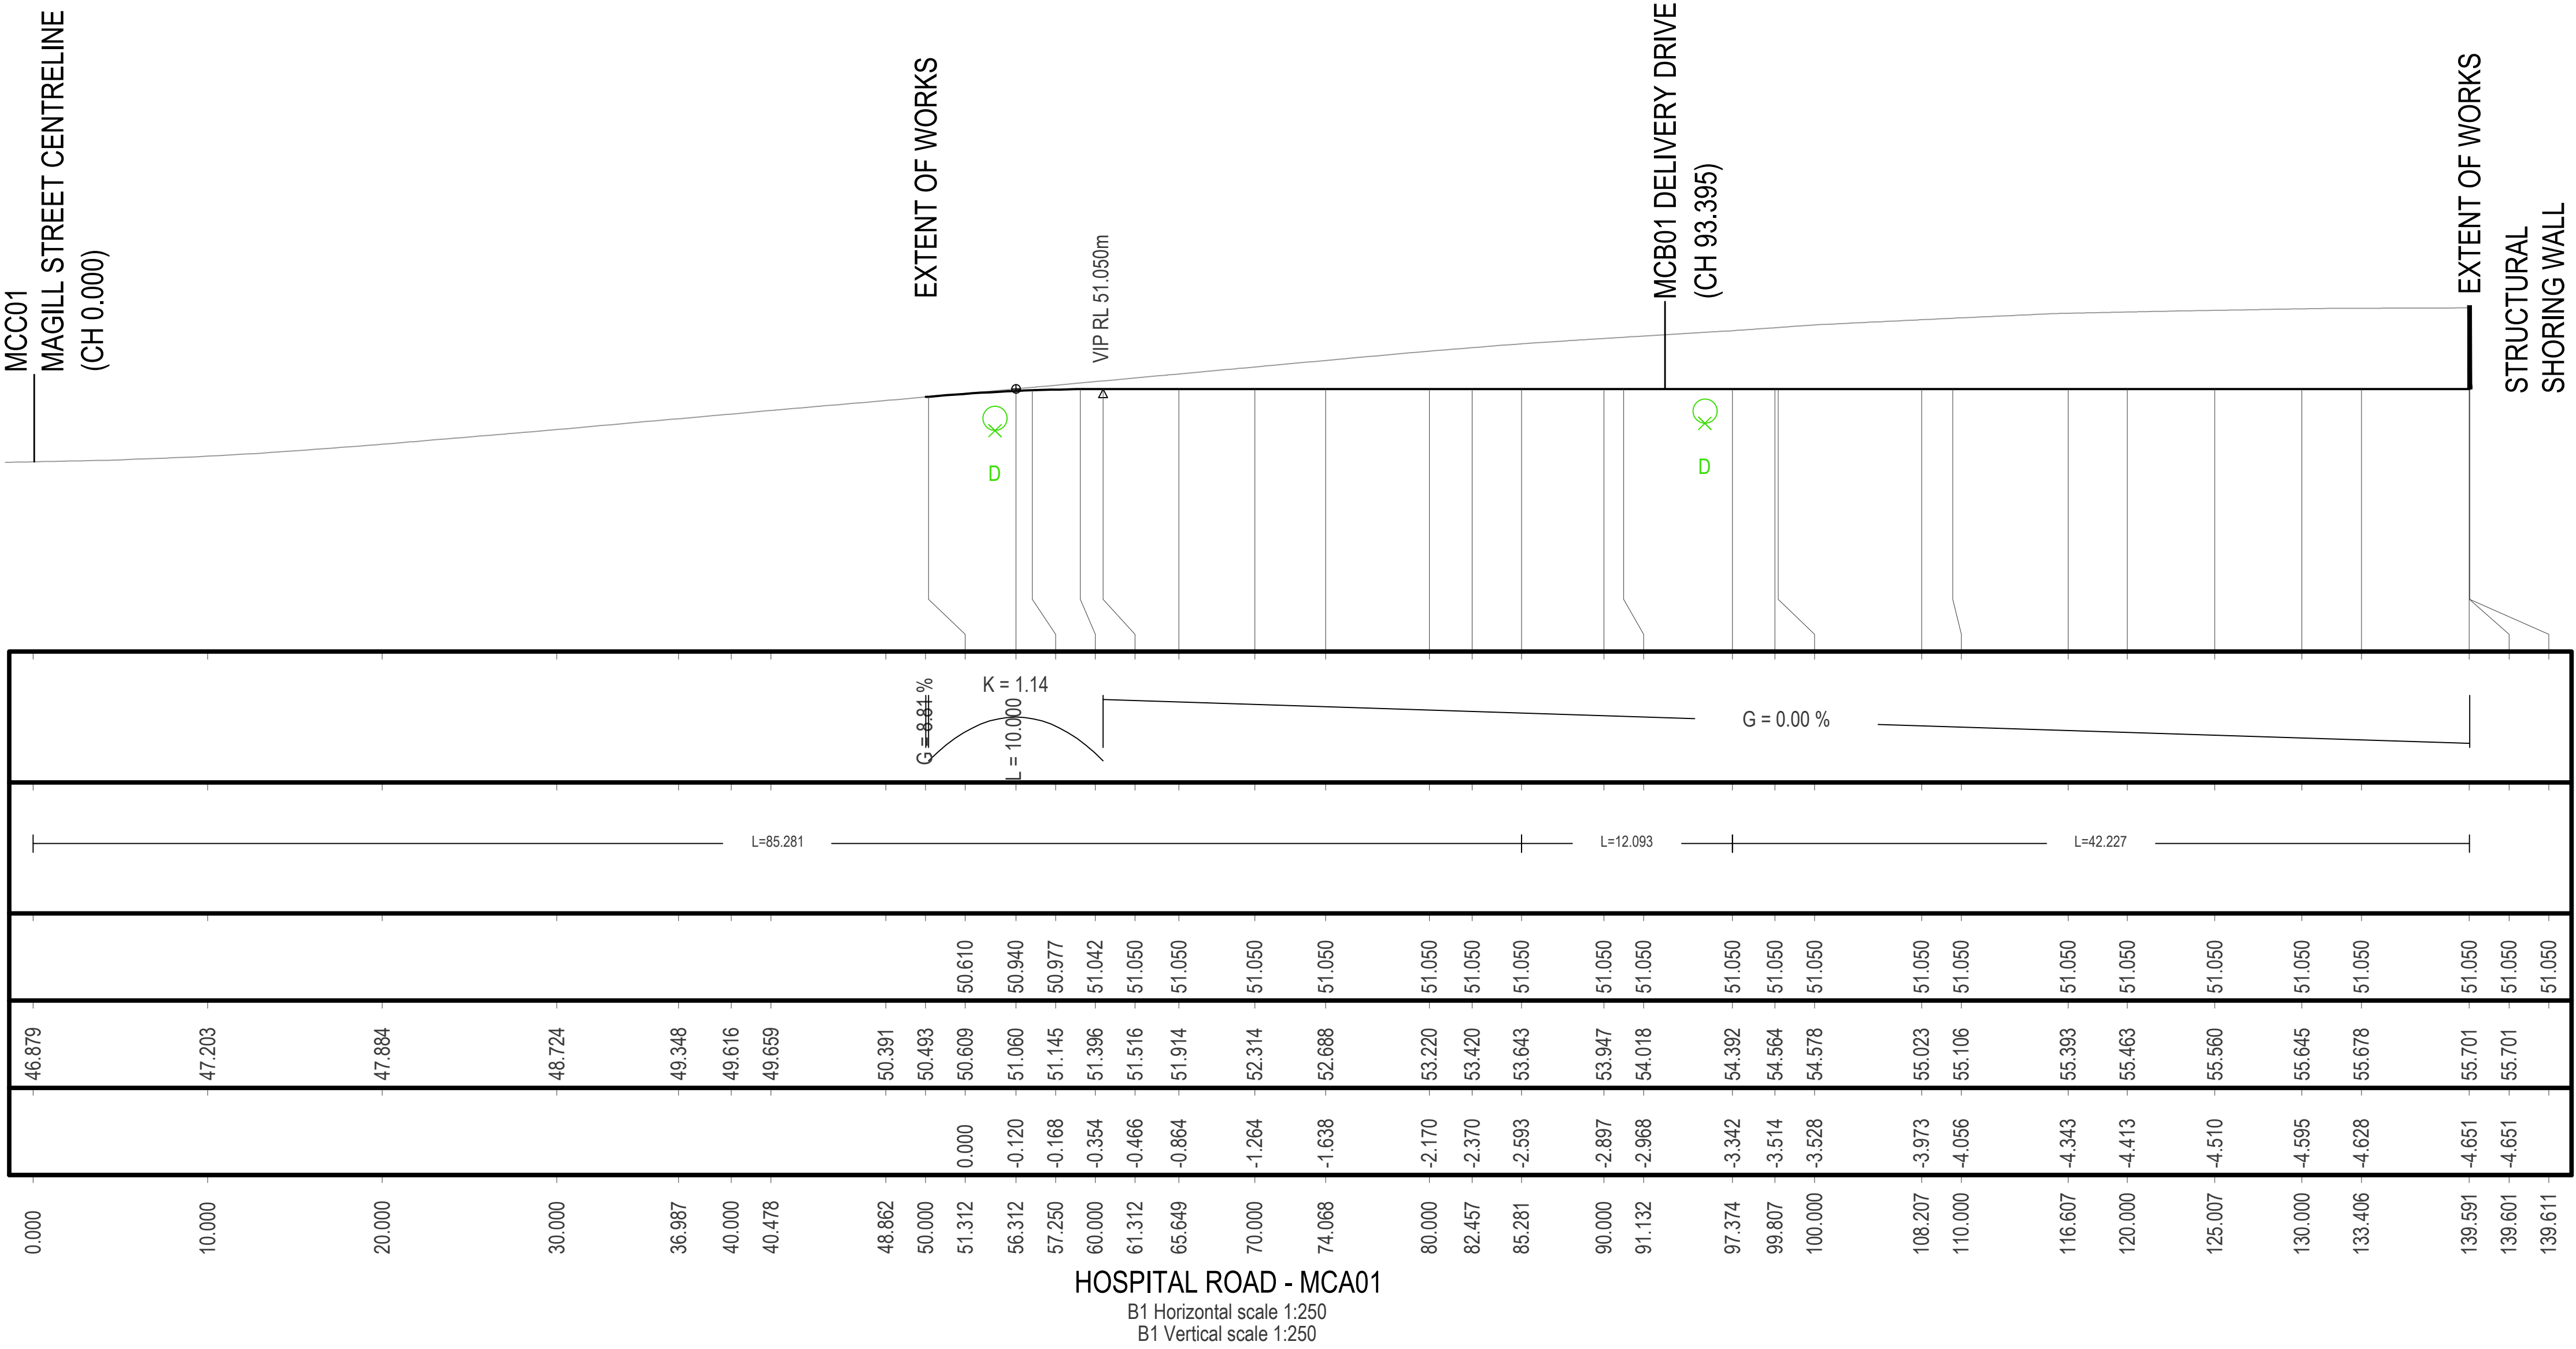 MCC01
MAGILL STREET CENTRELINE
(CH 0.000)
EXTENT OF WORKS
VIP RL 51.050m
MCB01 DELIVERY DRIVE
(CH 93.395)
EXTENT OF WORKS
STRUCTURAL
SHORING WALL
D
D
G = 8.81 %
K = 1.14
L = 10.000
G = 0.00 %
L=85.281
L=12.093
L=42.227
50.610 50.940 50.977 51.042 51.050 51.050 51.050 51.050 51.050 51.050 51.050 51.050 51.050 51.050 51.050 51.050 51.050 51.050 51.050 51.050 51.050 51.050 51.050 51.050 51.050 51.050
46.879 47.203 47.884 48.724 49.348 49.616 49.659 50.391 50.493 50.609 51.060 51.145 51.396 51.516 51.914 52.314 52.688 53.220 53.420 53.643 53.947 54.018 54.392 54.564 54.578 55.023 55.106 55.393 55.463 55.560 55.645 55.678 55.701 55.701
0.000 -0.120 -0.168 -0.354 -0.466 -0.864 -1.264 -1.638 -2.170 -2.370 -2.593 -2.897 -2.968 -3.342 -3.514 -3.528 -3.973 -4.056 -4.343 -4.413 -4.510 -4.595 -4.628 -4.651 -4.651
0.000 10.000 20.000 30.000 36.987 40.000 40.478 48.862 50.000 51.312 56.312 57.250 60.000 61.312 65.649 70.000 74.068 80.000 82.457 85.281 90.000 91.132 97.374 99.807 100.000 108.207 110.000 116.607 120.000 125.007 130.000 133.406 139.591 139.601 139.611
HOSPITAL ROAD - MCA01
B1 Horizontal scale 1:250
B1 Vertical scale 1:250